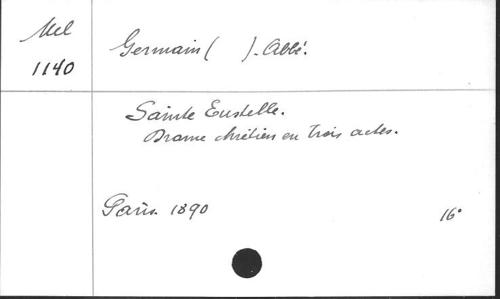 Mel
1140
Germain ( ). Abbé.
Sainte Eustelle.
Drame chrétien en trois actes.
Paris. 1890
16°